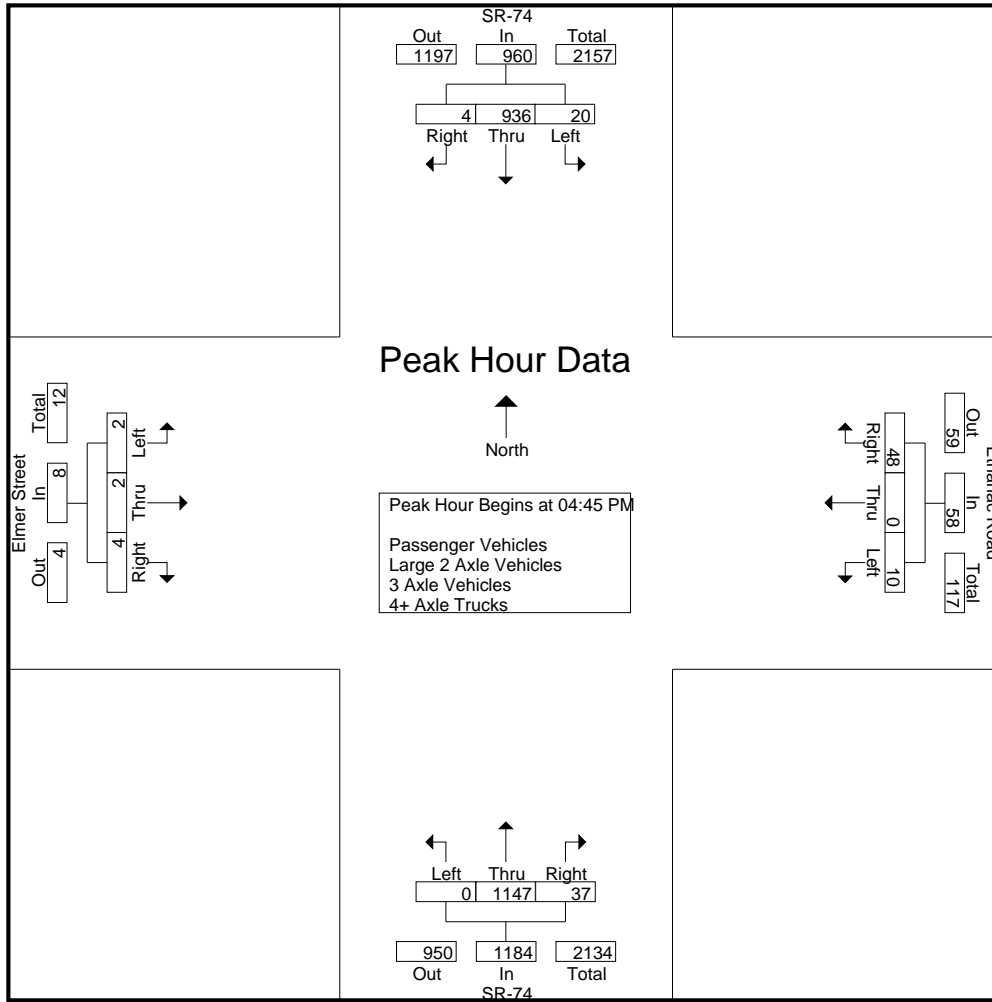 SR-74
Out In Total
1197 960 2157
4 936 20
Right Thru Left
Peak Hour Data
North
Peak Hour Begins at 04:45 PM
Passenger Vehicles
Large 2 Axle Vehicles
3 Axle Vehicles
4+ Axle Trucks
Elmer Street
Out In Total
4 8 12
2 2 4
Left Thru Right
Out In Total
59 58 117
48 0 10
Right Thru Left
Left Thru Right
0 1147 37
950 1184 2134
Out In Total
SR-74